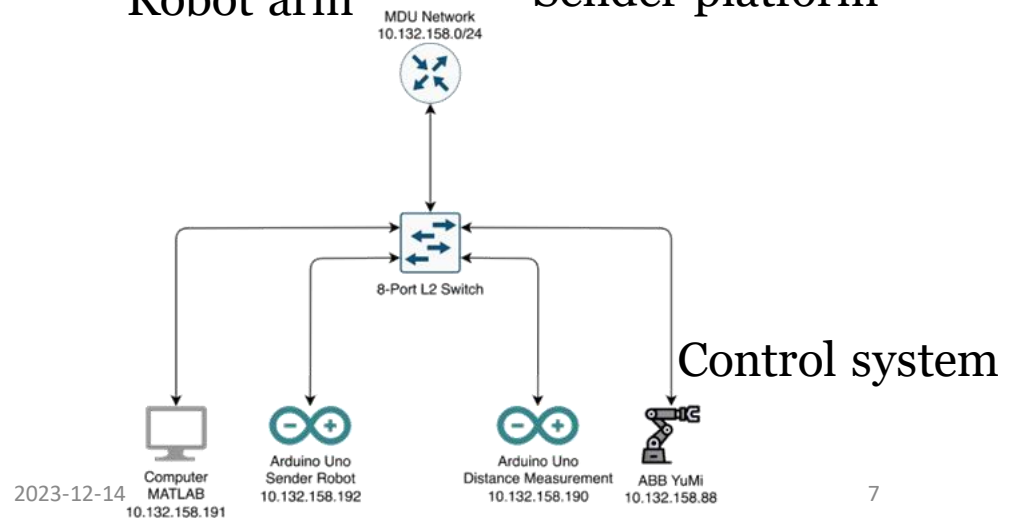 Robot arm
Sender platform
MDU Network
10.132.158.0/24
8-Port L2 Switch
Control system
Computer
MATLAB
10.132.158.191
Arduino Uno
Sender Robot
10.132.158.192
Arduino Uno
Distance Measurement
10.132.158.190
ABB YuMi
10.132.158.88
2023-12-14
7